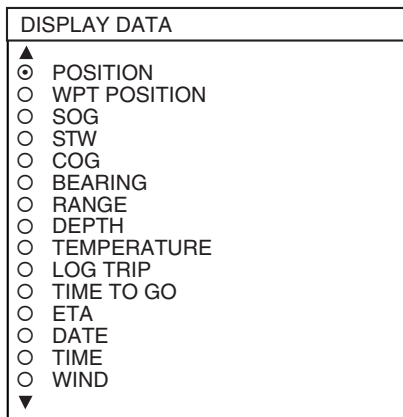 DISPLAY DATA
POSITION
WPT POSITION
SOG
STW
COG
BEARING
RANGE
DEPTH
TEMPERATURE
LOG TRIP
TIME TO GO
ETA
DATE
TIME
WIND